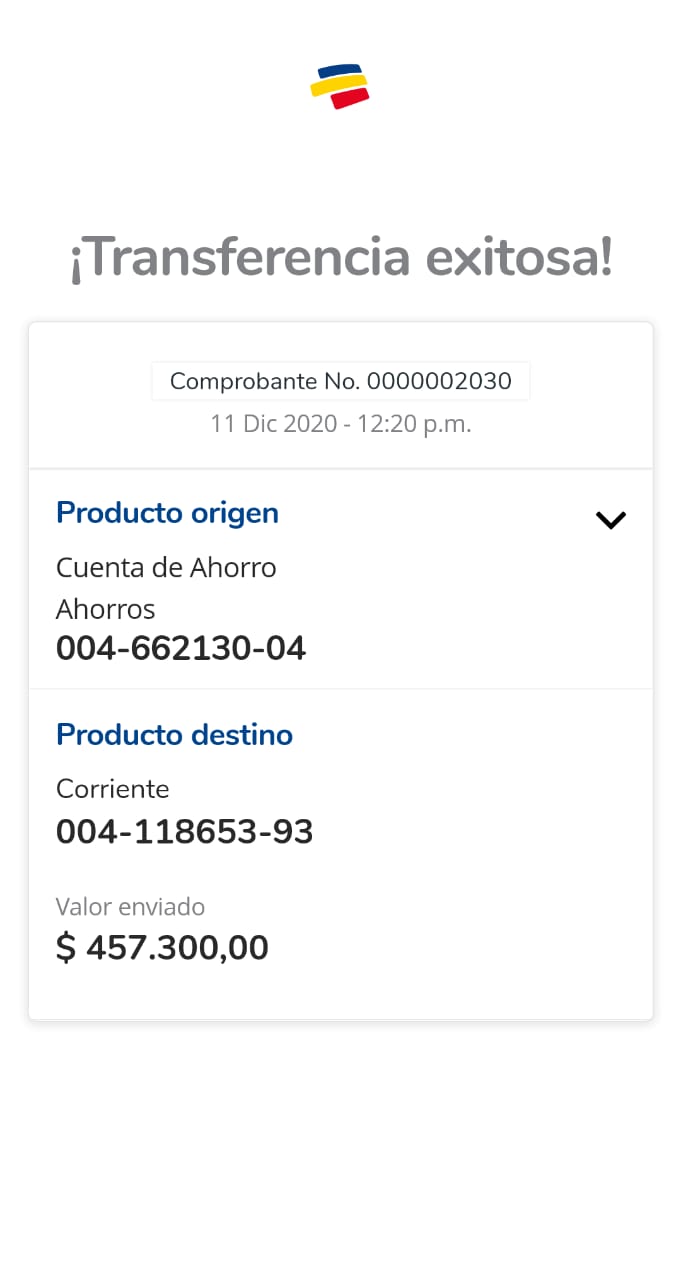 ¡Transferencia exitosa!
Comprobante No. 0000002030
11 Dic 2020 - 12:20 p.m.
Producto origen
Cuenta de Ahorro
Ahorros
004-662130-04
Producto destino
Corriente
004-118653-93
Valor enviado
$ 457.300,00